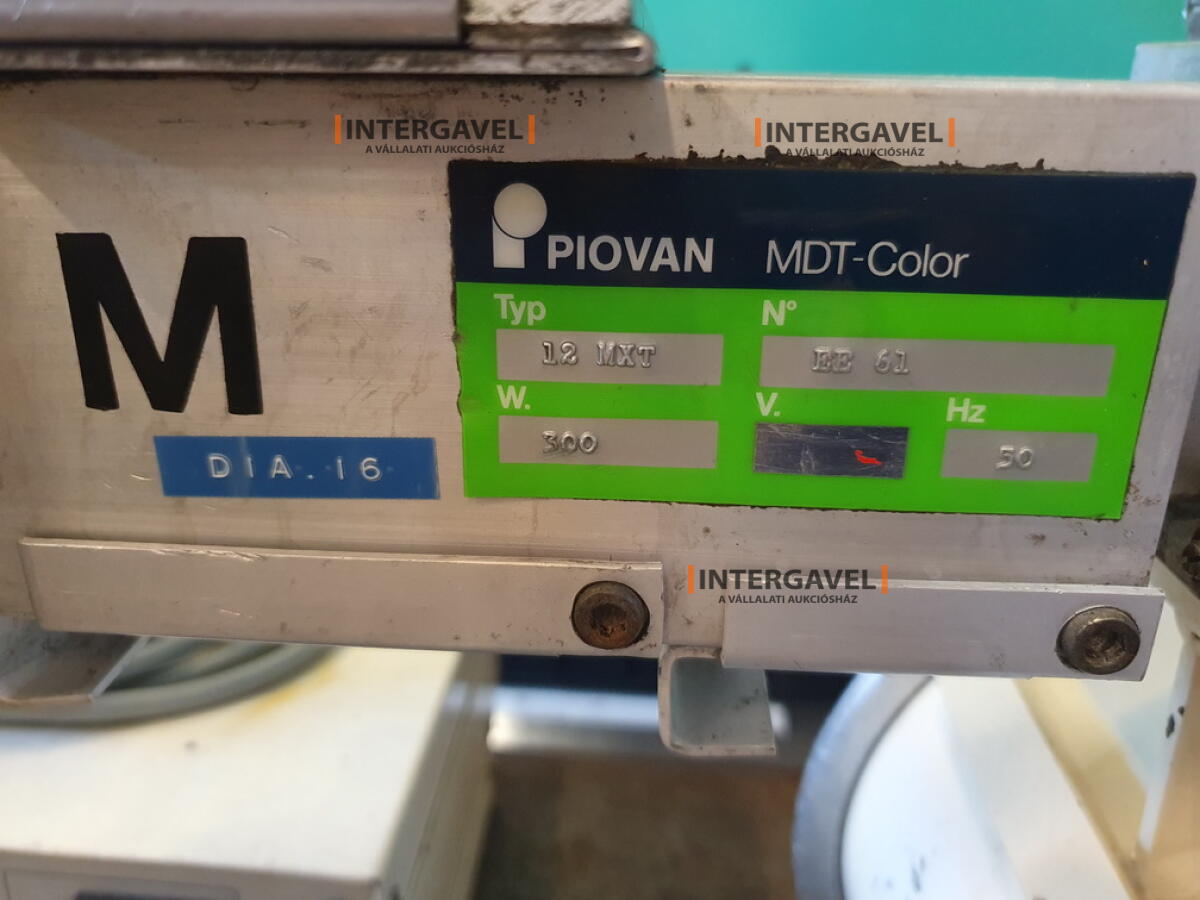 INTERGAVEL
A VÁLLALATI AUKCIÓSHÁZ
INTERGAVEL
A VÁLLALATI AUKCIÓSHÁZ
PIOVAN MDT-Color
Typ N°
12 MXT EE 61
W. V. Hz
300 50
M
DIA.16
INTERGAVEL
A VÁLLALATI AUKCIÓSHÁZ